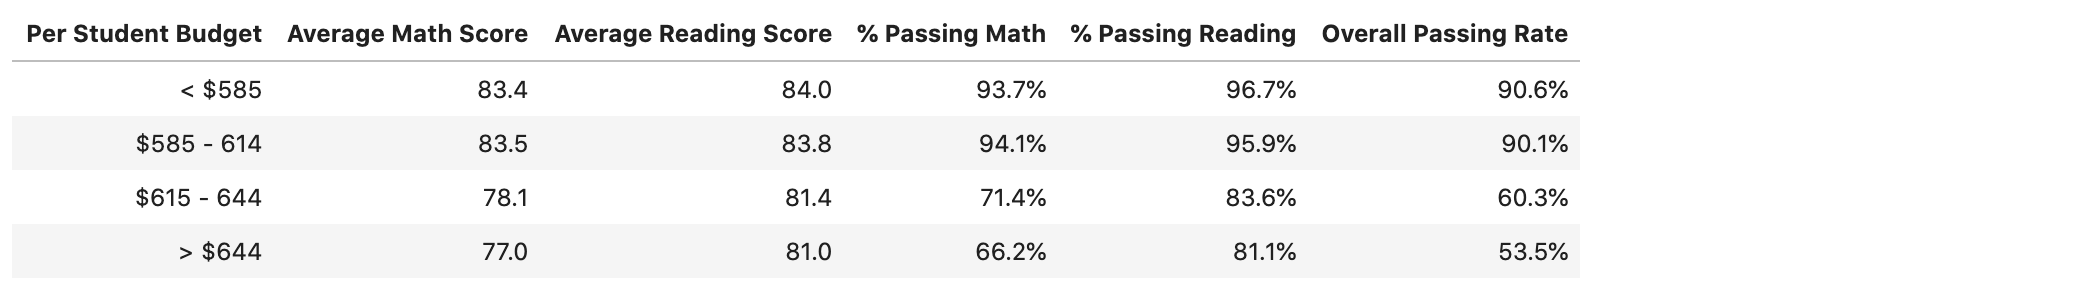 Per Student Budget Average Math Score Average Reading Score % Passing Math % Passing Reading Overall Passing Rate
< $585 83.4 84.0 93.7% 96.7% 90.6%
$585 - 614 83.5 83.8 94.1% 95.9% 90.1%
$615 - 644 78.1 81.4 71.4% 83.6% 60.3%
> $644 77.0 81.0 66.2% 81.1% 53.5%